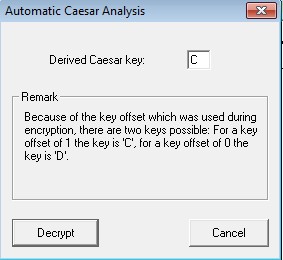 Automatic Caesar Analysis
Derived Caesar key: C
Remark
Because of the key offset which was used during
encryption, there are two keys possible: For a key
offset of 1 the key is 'C', for a key offset of 0 the
key is 'D'.
Decrypt Cancel